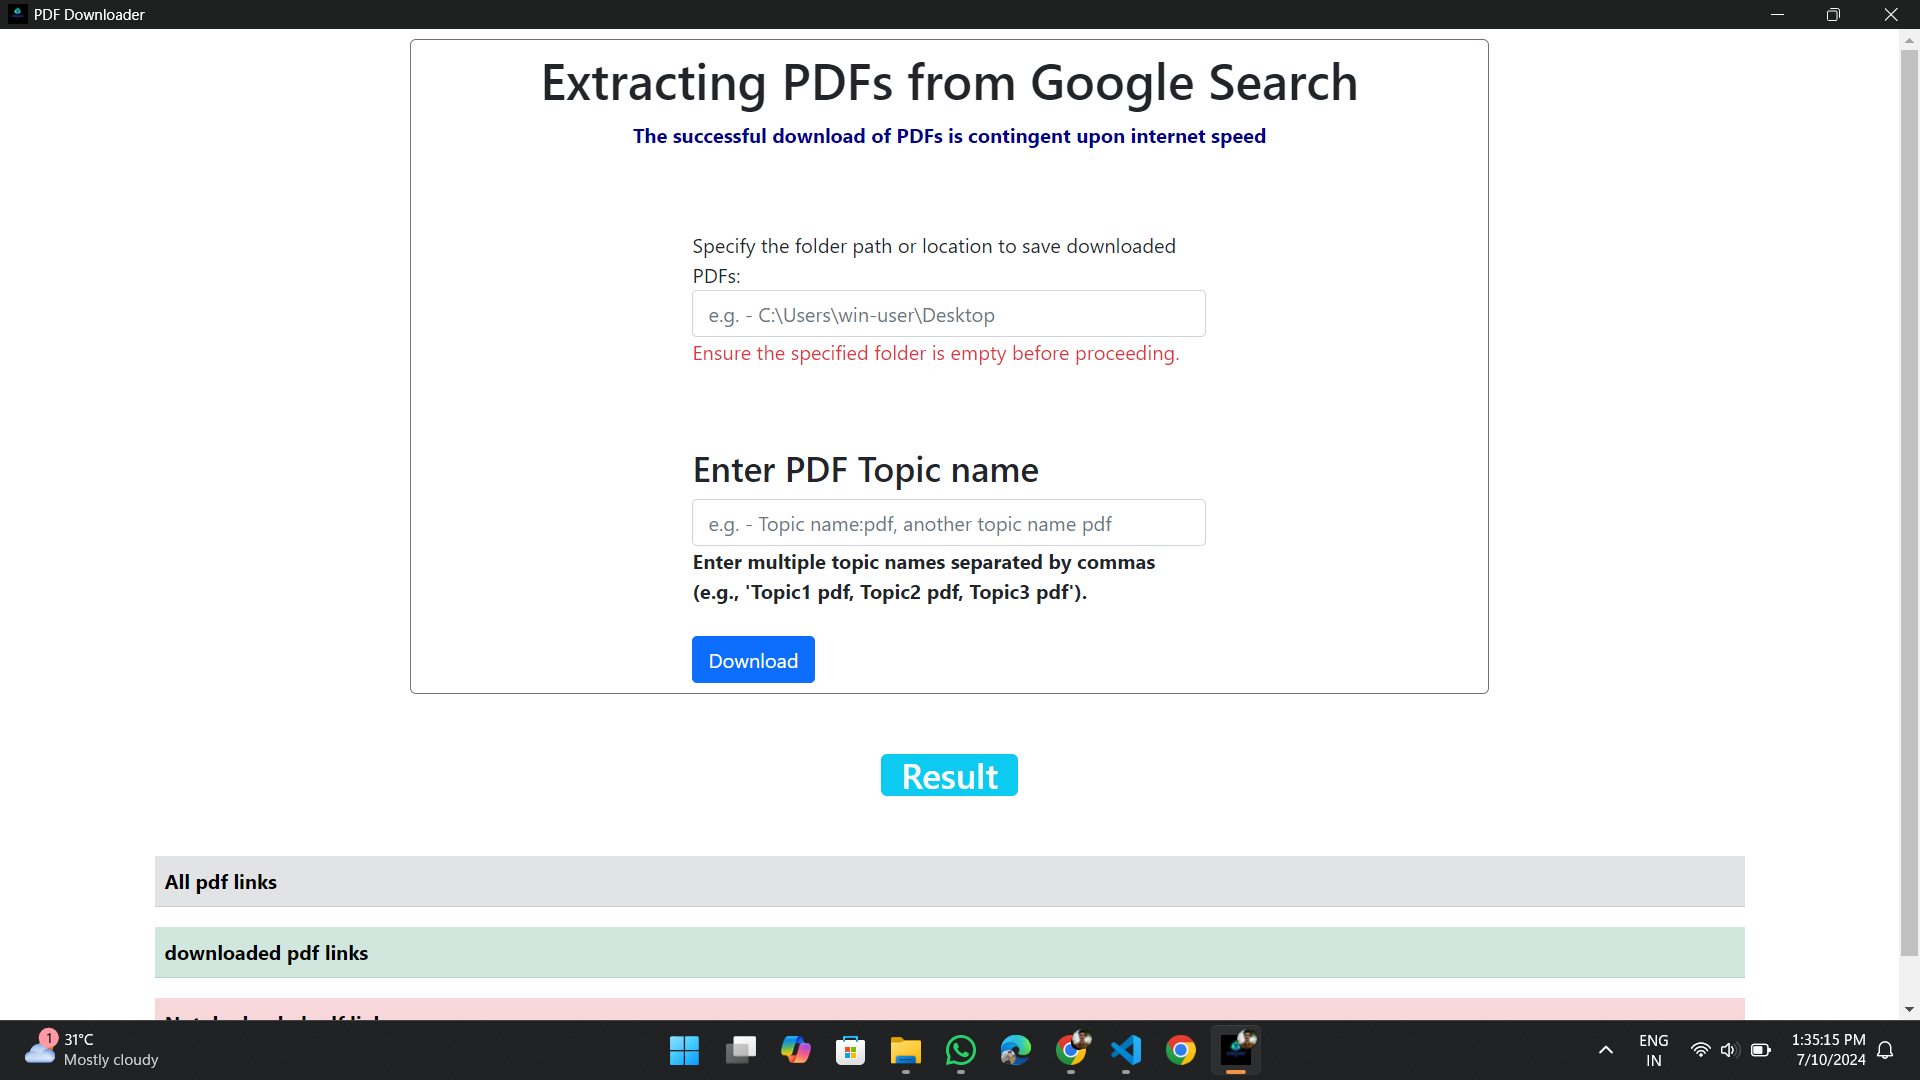 PDF Downloader
Extracting PDFs from Google Search
The successful download of PDFs is contingent upon internet speed
Specify the folder path or location to save downloaded
PDFs:
e.g. - C:\Users\win-user\Desktop
Ensure the specified folder is empty before proceeding.
Enter PDF Topic name
e.g. - Topic name:pdf, another topic name pdf
Enter multiple topic names separated by commas
(e.g., 'Topic1 pdf, Topic2 pdf, Topic3 pdf').
Download
Result
All pdf links
downloaded pdf links
1
31°C
Mostly cloudy
ENG
IN
1:35:15 PM
7/10/2024